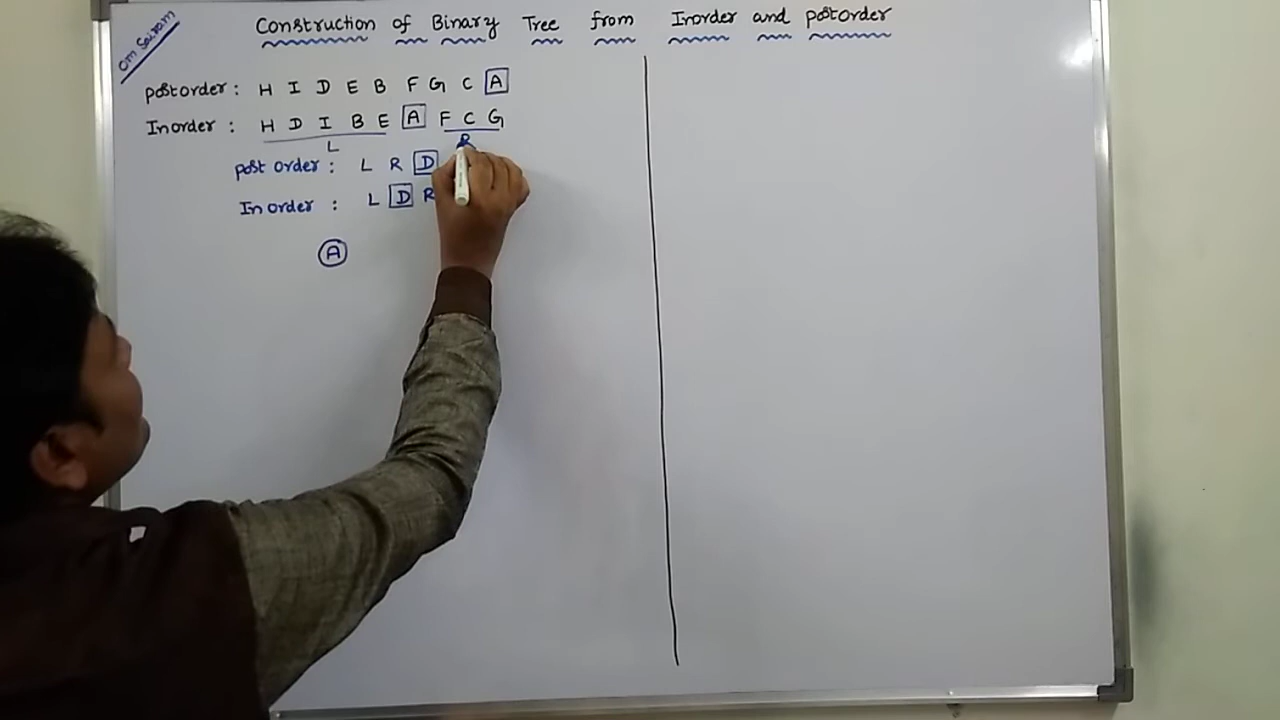 Om Sairam
Construction of Binary Tree from Inorder and postorder
postorder : H I D E B F G C A
Inorder : H D I B E A F C G
L R
post order : L R D
Inorder : L D R
A